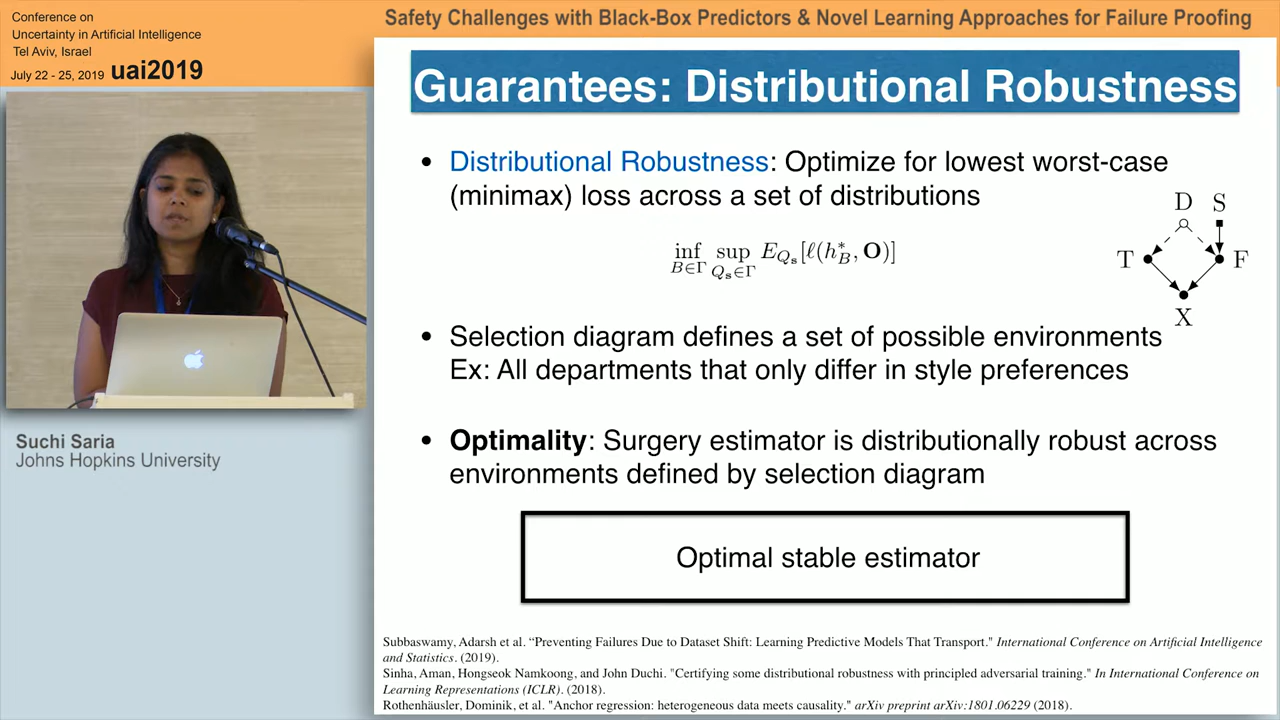 Conference on
Uncertainty in Artificial Intelligence
Tel Aviv, Israel
July 22 - 25, 2019 uai2019
Safety Challenges with Black-Box Predictors & Novel Learning Approaches for Failure Proofing
Guarantees: Distributional Robustness
• Distributional Robustness: Optimize for lowest worst-case
(minimax) loss across a set of distributions
inf sup E_{Q_s}[ℓ(h*_B, O)]
B∈Γ Q_s∈Γ
D S
T F
X
• Selection diagram defines a set of possible environments
Ex: All departments that only differ in style preferences
• Optimality: Surgery estimator is distributionally robust across
environments defined by selection diagram
Optimal stable estimator
Suchi Saria
Johns Hopkins University
Subbaswamy, Adarsh et al. “Preventing Failures Due to Dataset Shift: Learning Predictive Models That Transport." International Conference on Artificial Intelligence
and Statistics. (2019).
Sinha, Aman, Hongseok Namkoong, and John Duchi. "Certifying some distributional robustness with principled adversarial training." In International Conference on
Learning Representations (ICLR). (2018).
Rothenhäusler, Dominik, et al. "Anchor regression: heterogeneous data meets causality." arXiv preprint arXiv:1801.06229 (2018).